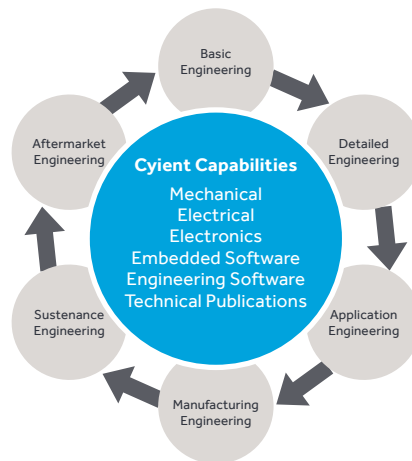 Basic
Engineering
Detailed
Engineering
Application
Engineering
Manufacturing
Engineering
Sustenance
Engineering
Aftermarket
Engineering
Cyient Capabilities
Mechanical
Electrical
Electronics
Embedded Software
Engineering Software
Technical Publications